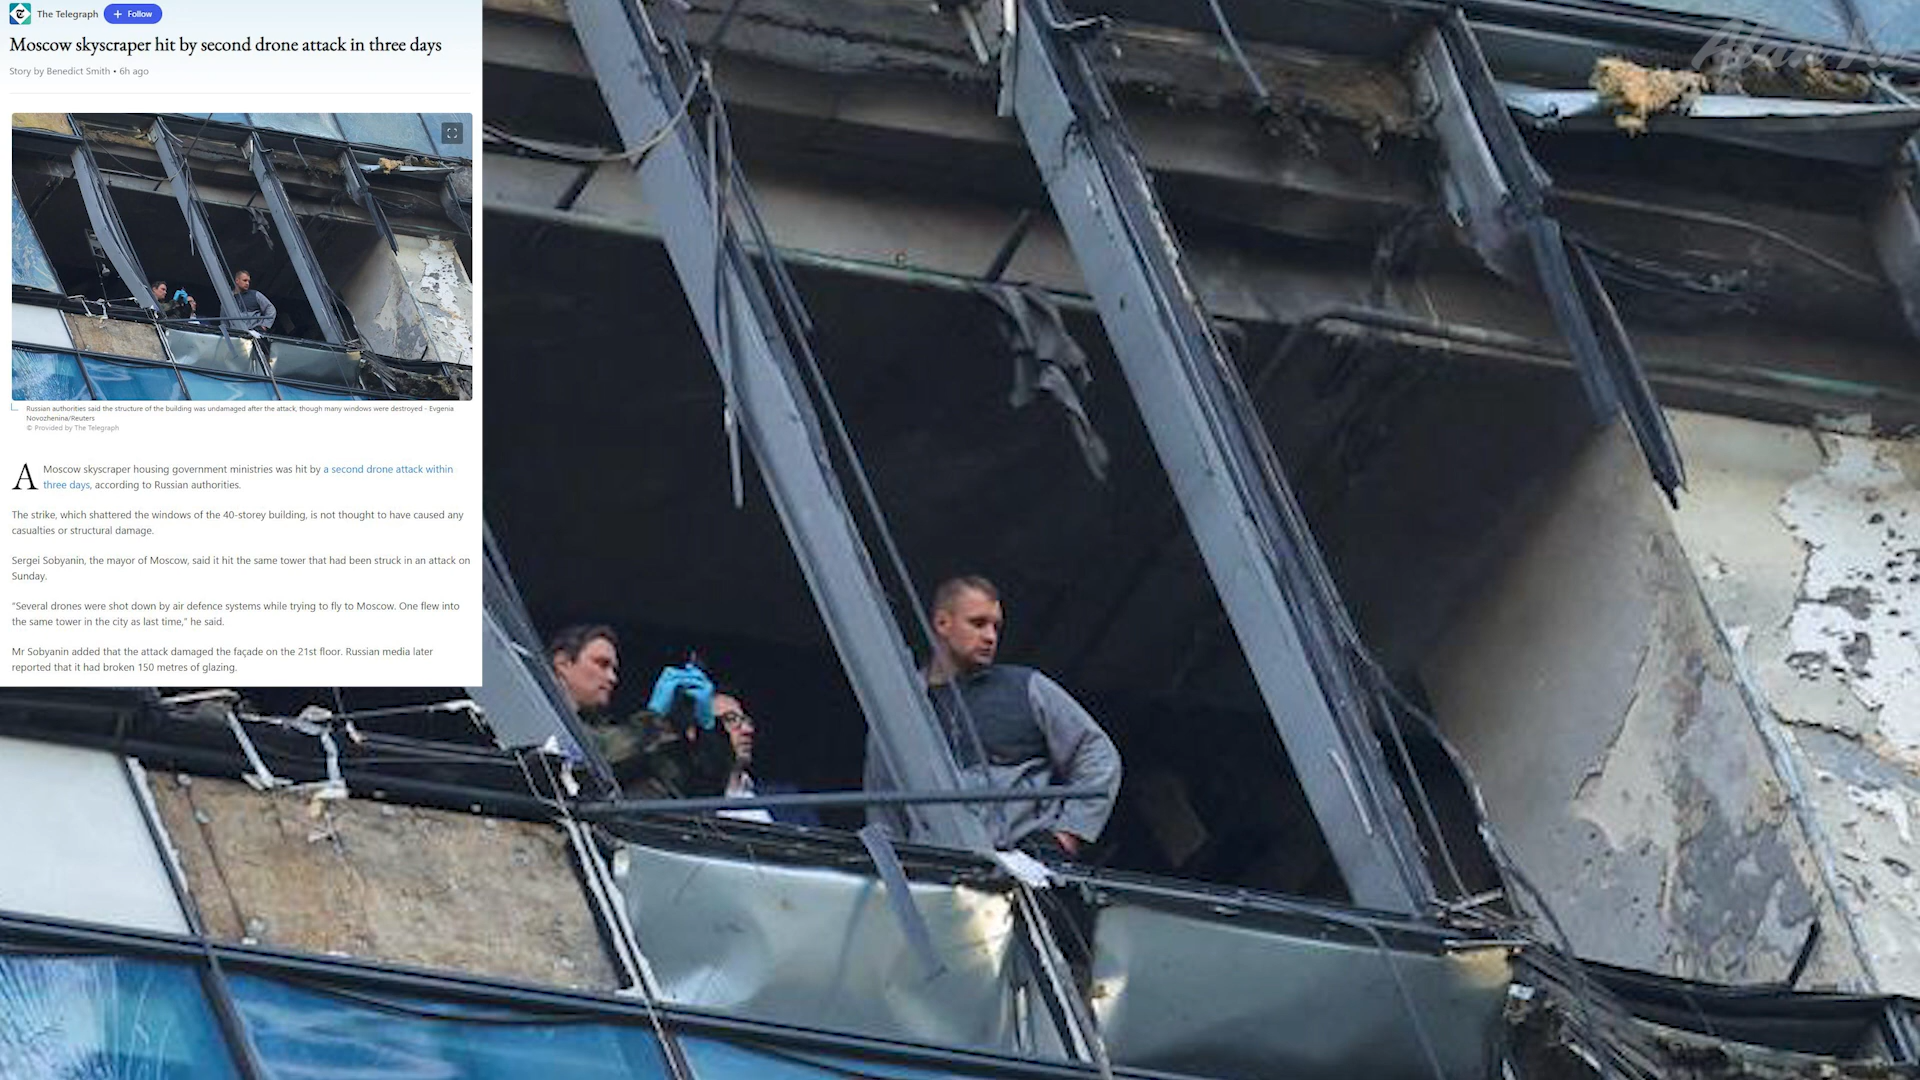 The Telegraph + Follow
Moscow skyscraper hit by second drone attack in three days
Story by Benedict Smith • 6h ago
Russian authorities said the structure of the building was undamaged after the attack, though many windows were destroyed - Evgenia
Novozhenina/Reuters
© Provided by The Telegraph
A Moscow skyscraper housing government ministries was hit by a second drone attack within
three days, according to Russian authorities.
The strike, which shattered the windows of the 40-storey building, is not thought to have caused any
casualties or structural damage.
Sergei Sobyanin, the mayor of Moscow, said it hit the same tower that had been struck in an attack on
Sunday.
“Several drones were shot down by air defence systems while trying to fly to Moscow. One flew into
the same tower in the city as last time,” he said.
Mr Sobyanin added that the attack damaged the façade on the 21st floor. Russian media later
reported that it had broken 150 metres of glazing.